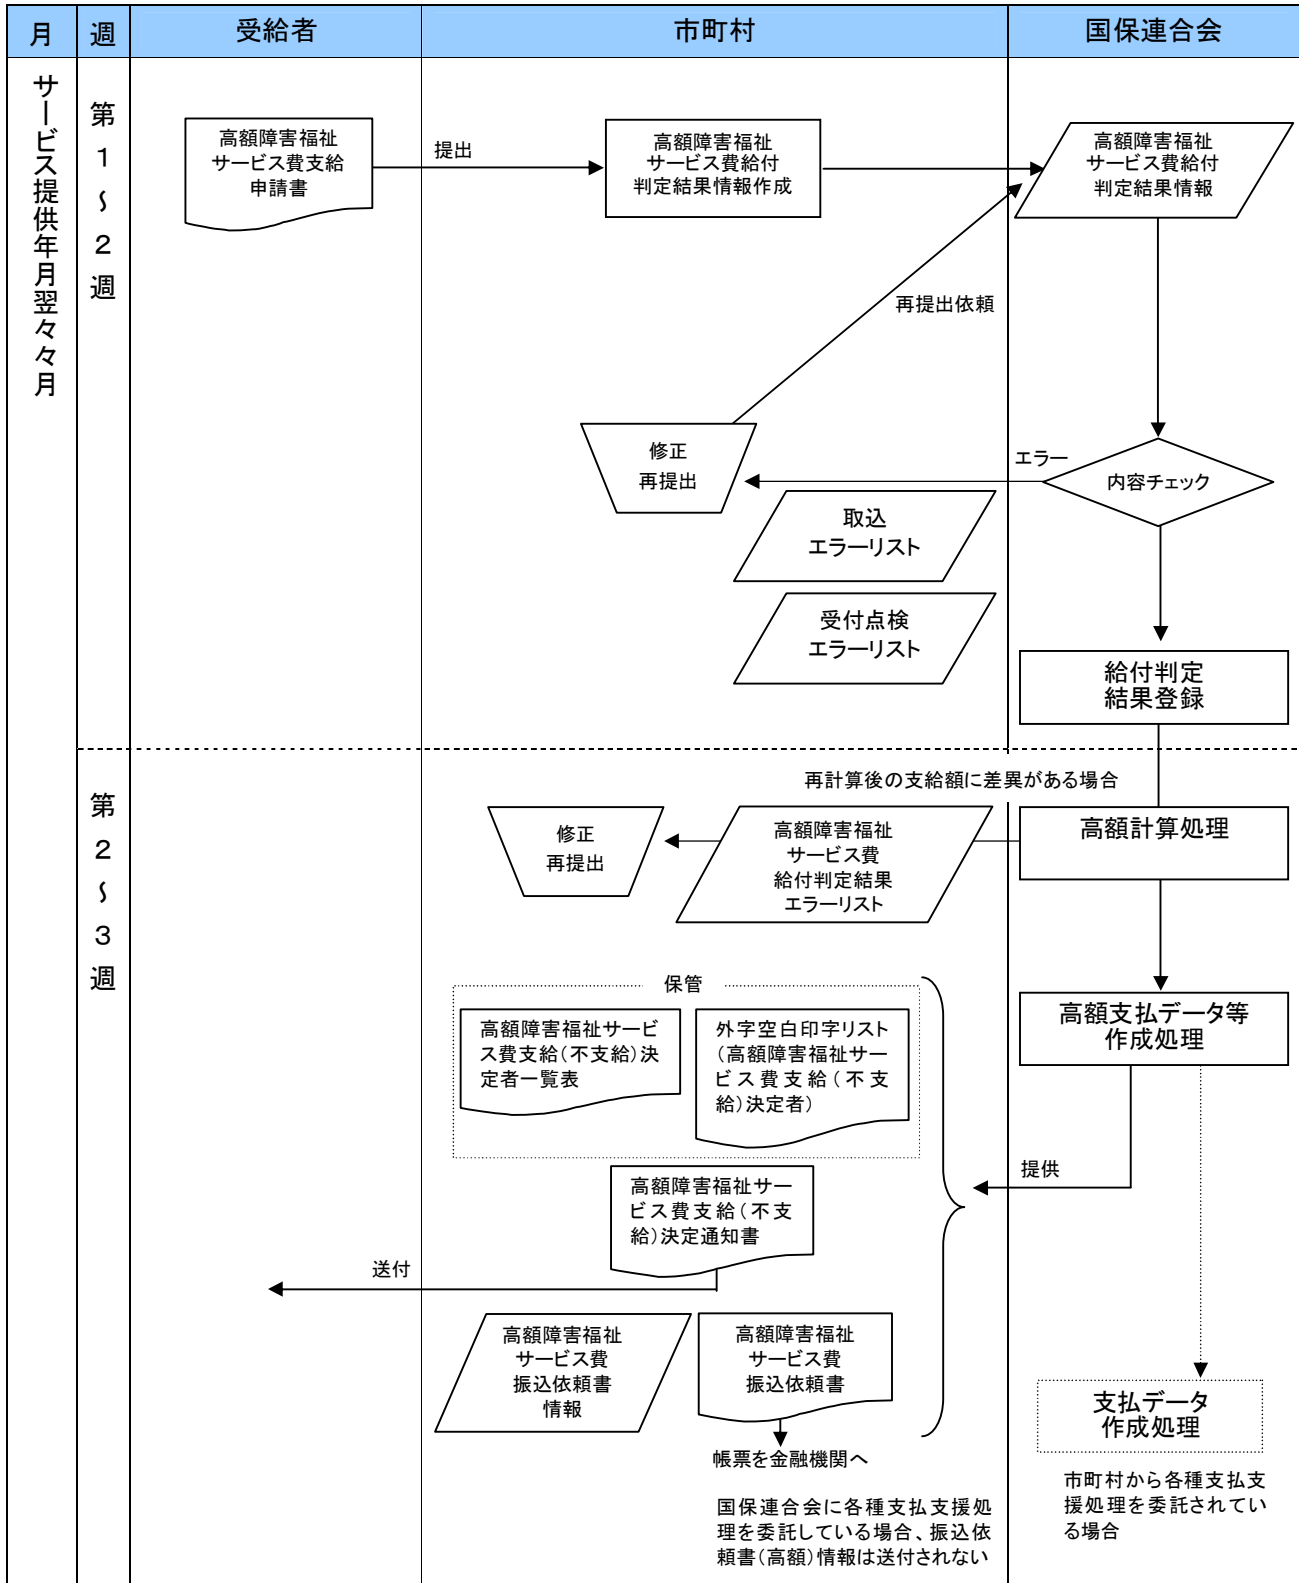 月
週
受給者
市町村
国保連合会
サービス提供年月翌々々月
第
1
～
2
週
高額障害福祉
サービス費支給
申請書
提出
高額障害福祉
サービス費給付
判定結果情報作成
高額障害福祉
サービス費給付
判定結果情報
再提出依頼
修正
再提出
エラー
内容チェック
取込
エラーリスト
受付点検
エラーリスト
給付判定
結果登録
第
2
～
3
週
再計算後の支給額に差異がある場合
修正
再提出
高額障害福祉
サービス費
給付判定結果
エラーリスト
高額計算処理
保管
高額障害福祉サービ
ス費支給(不支給)決
定者一覧表
外字空白印字リスト
(高額障害福祉サー
ビス費支給(不支
給)決定者)
高額支払データ等
作成処理
提供
高額障害福祉サー
ビス費支給(不支
給)決定通知書
送付
高額障害福祉
サービス費
振込依頼書
情報
高額障害福祉
サービス費
振込依頼書
帳票を金融機関へ
支払データ
作成処理
市町村から各種支払支
援処理を委託されてい
る場合
国保連合会に各種支払支援処
理を委託している場合、振込依
頼書(高額)情報は送付されない